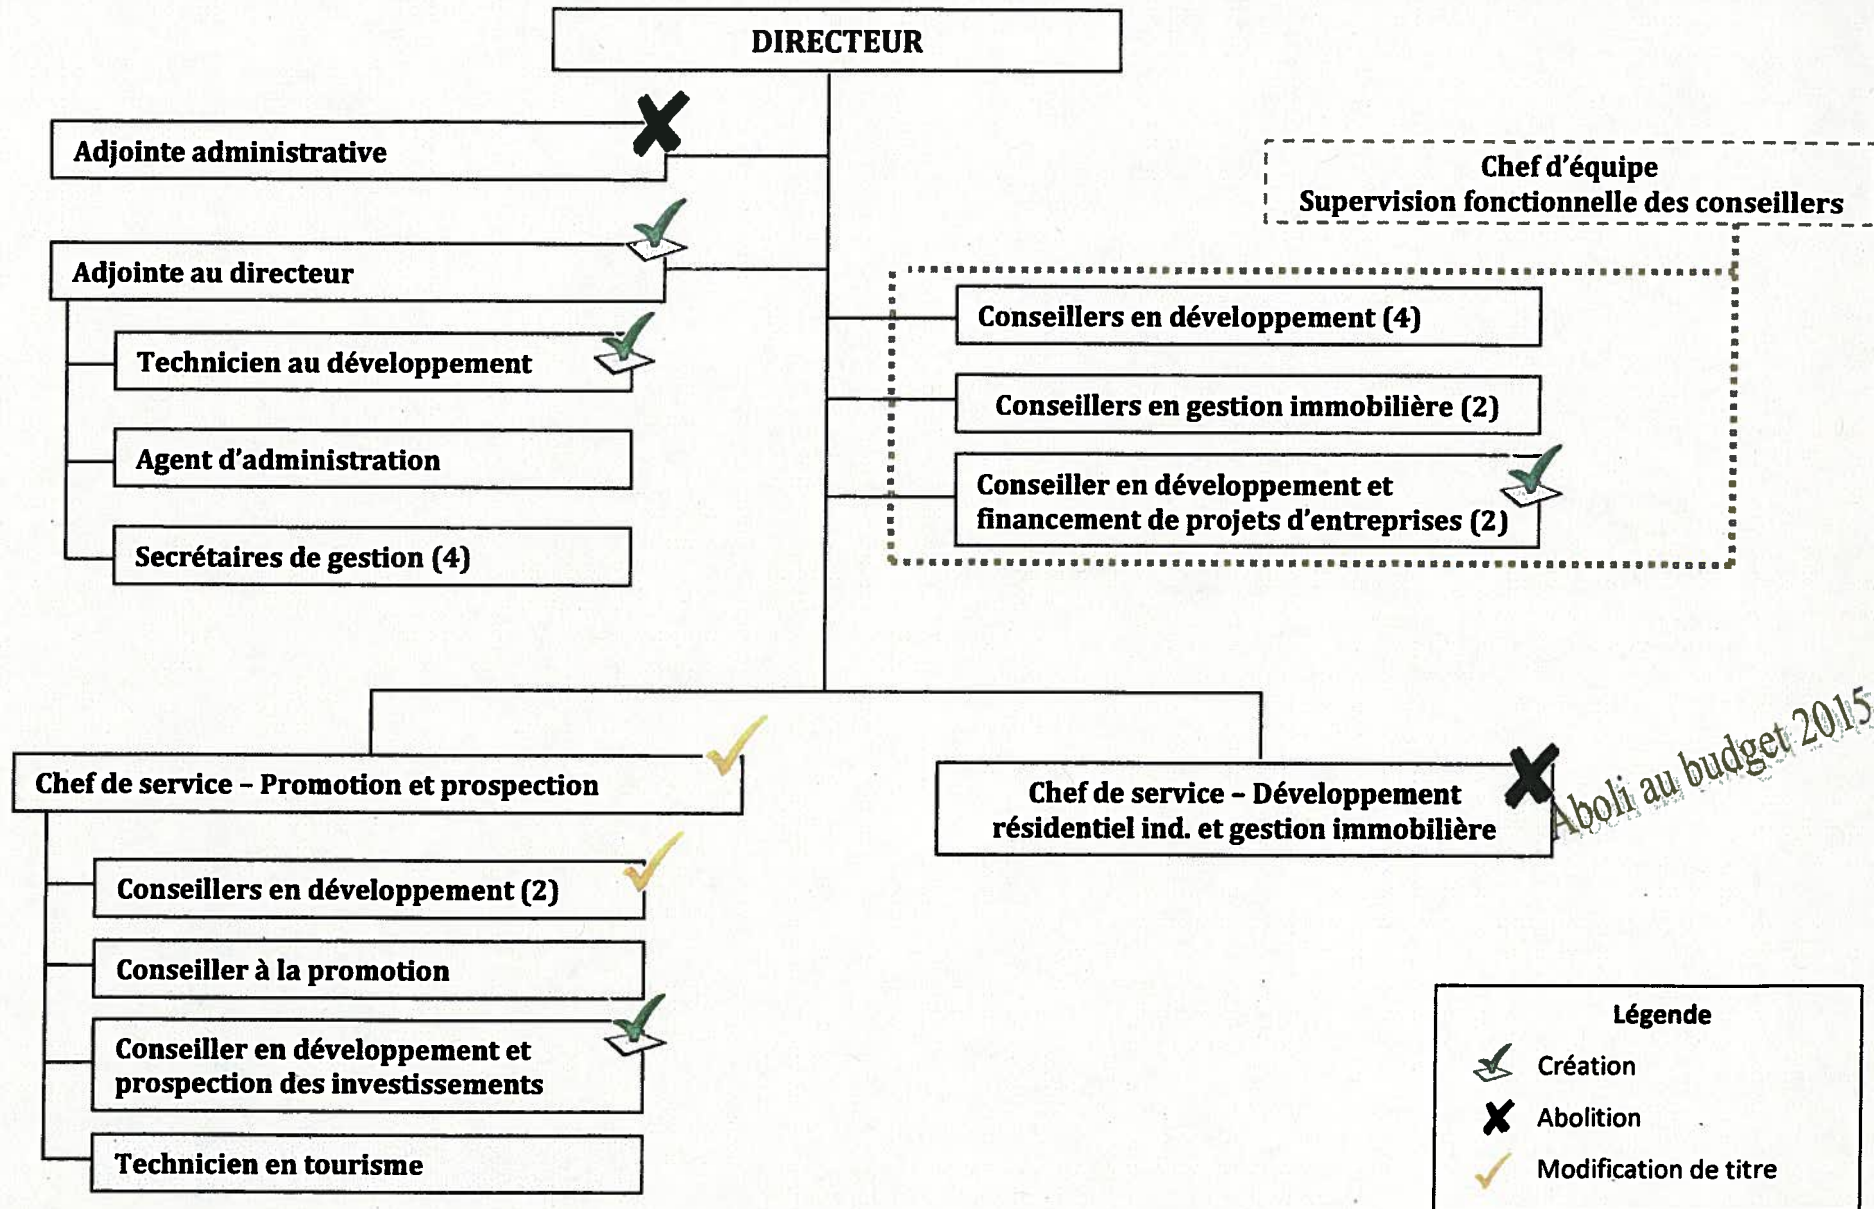 DIRECTEUR
Adjointe administrative
Adjointe au directeur
Technicien au développement
Agent d'administration
Secrétaires de gestion (4)
Chef d'équipe
Supervision fonctionnelle des conseillers
Conseillers en développement (4)
Conseillers en gestion immobilière (2)
Conseiller en développement et
financement de projets d'entreprises (2)
Chef de service – Promotion et prospection
Conseillers en développement (2)
Conseiller à la promotion
Conseiller en développement et
prospection des investissements
Technicien en tourisme
Chef de service – Développement
résidentiel ind. et gestion immobilière
Aboli au budget 2015
Légende
Création
Abolition
Modification de titre